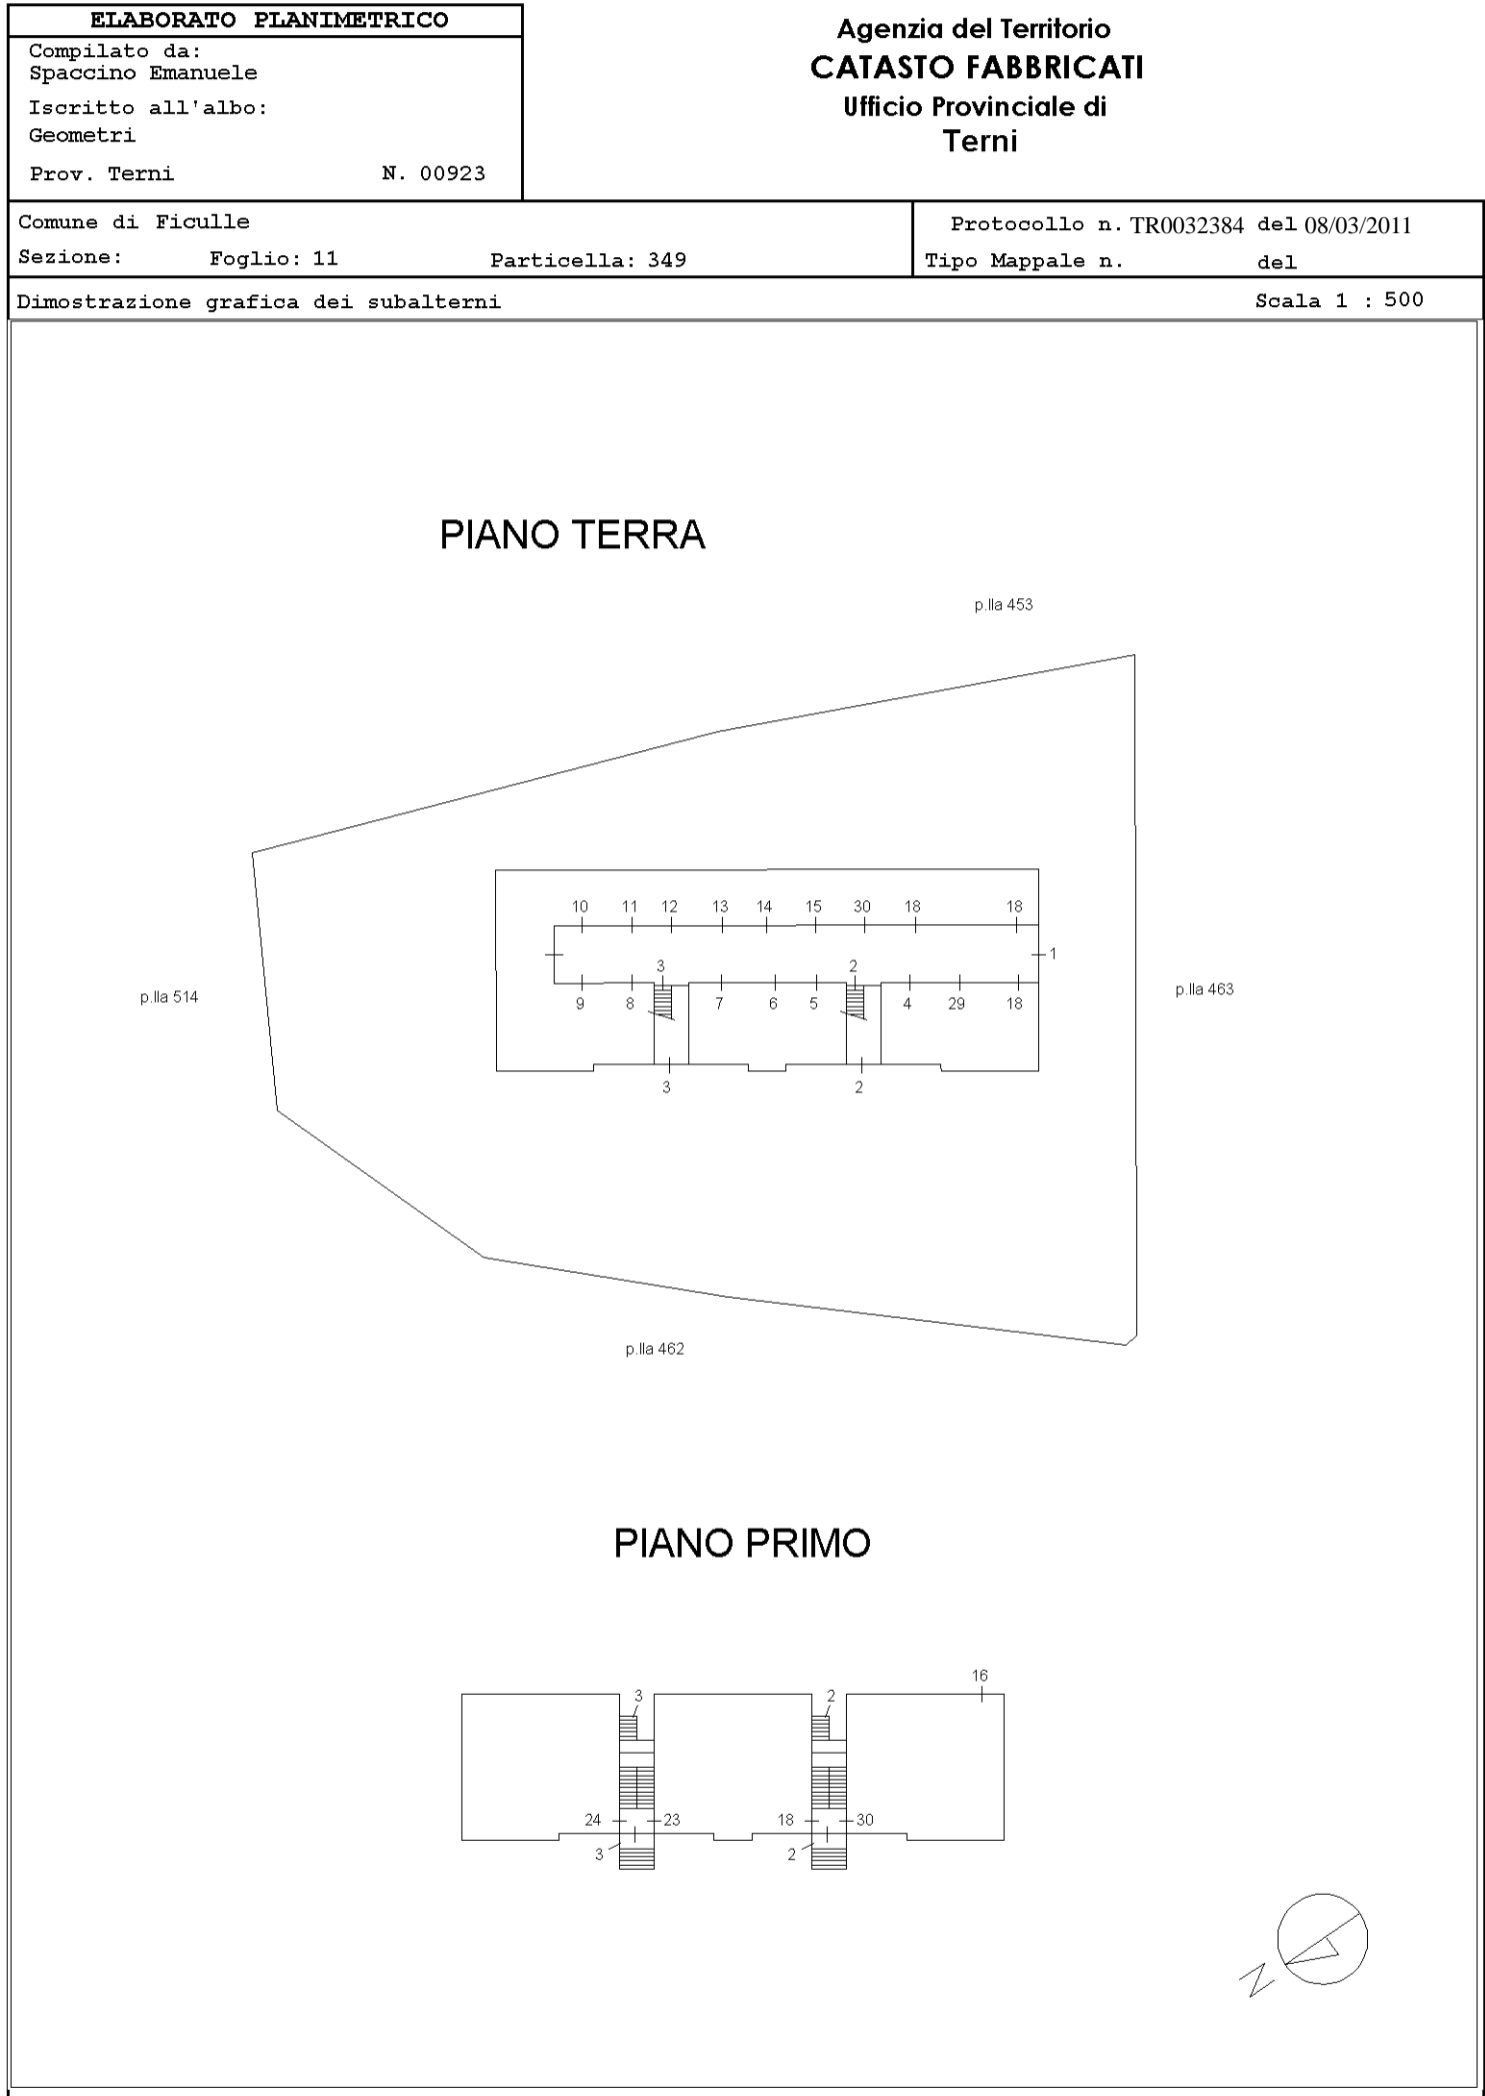 ELABORATO PLANIMETRICO
Compilato da:
Spaccino Emanuele
Iscritto all'albo:
Geometri
Prov. Terni N. 00923
Agenzia del Territorio
CATASTO FABBRICATI
Ufficio Provinciale di
Terni
Comune di Ficulle
Sezione: Foglio: 11 Particella: 349
Protocollo n. TR0032384 del 08/03/2011
Tipo Mappale n. del
Dimostrazione grafica dei subalterni Scala 1 : 500
PIANO TERRA
p.lla 453
10 11 12 13 14 15 30 18 18
1
3 2
p.lla 514
p.lla 463
9 8 7 6 5 4 29 18
3 2
p.lla 462
PIANO PRIMO
16
3 2
24 23 18 30
3 2
N